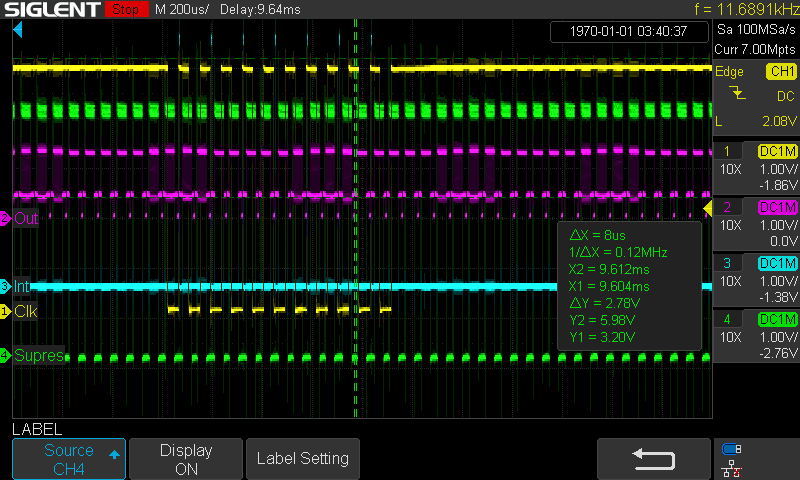 SIGLENT Stop M 200us/ Delay:9.64ms f = 11.6891kHz
1970-01-01 03:40:37
Sa 100MSa/s
Curr 7.00Mpts
Edge CH1
DC
L 2.08V
1 DC1M
10X 1.00V/
-1.86V
2 DC1M
10X 1.00V/
0.0V
3 DC1M
10X 1.00V/
-1.38V
4 DC1M
10X 1.00V/
-2.76V
2 Out
3 Int
1 Clk
4 Supres
△X = 8us
1/△X = 0.12MHz
X2 = 9.612ms
X1 = 9.604ms
△Y = 2.78V
Y2 = 5.98V
Y1 = 3.20V
LABEL
Source
CH4
Display
ON
Label Setting